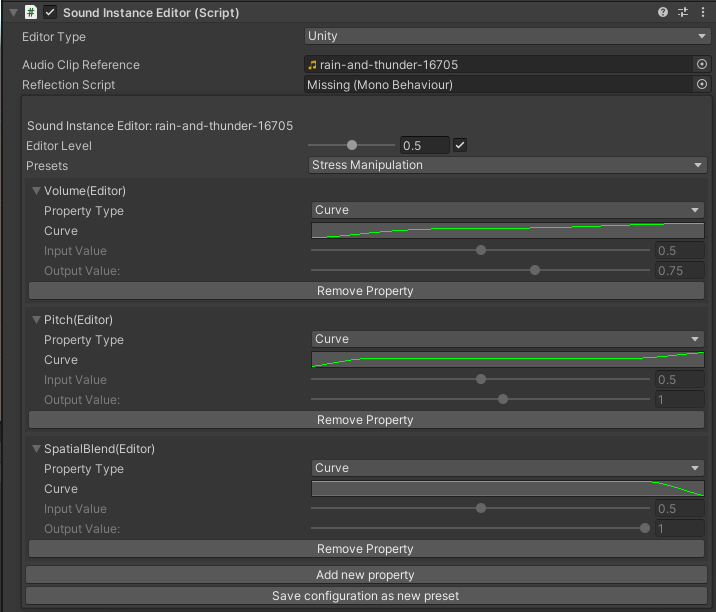 Sound Instance Editor (Script)
Editor Type Unity
Audio Clip Reference rain-and-thunder-16705
Reflection Script Missing (Mono Behaviour)
Sound Instance Editor: rain-and-thunder-16705
Editor Level 0.5
Presets Stress Manipulation
Volume(Editor)
Property Type Curve
Curve
Input Value 0.5
Output Value: 0.75
Remove Property
Pitch(Editor)
Property Type Curve
Curve
Input Value 0.5
Output Value: 1
Remove Property
SpatialBlend(Editor)
Property Type Curve
Curve
Input Value 0.5
Output Value: 1
Remove Property
Add new property
Save configuration as new preset